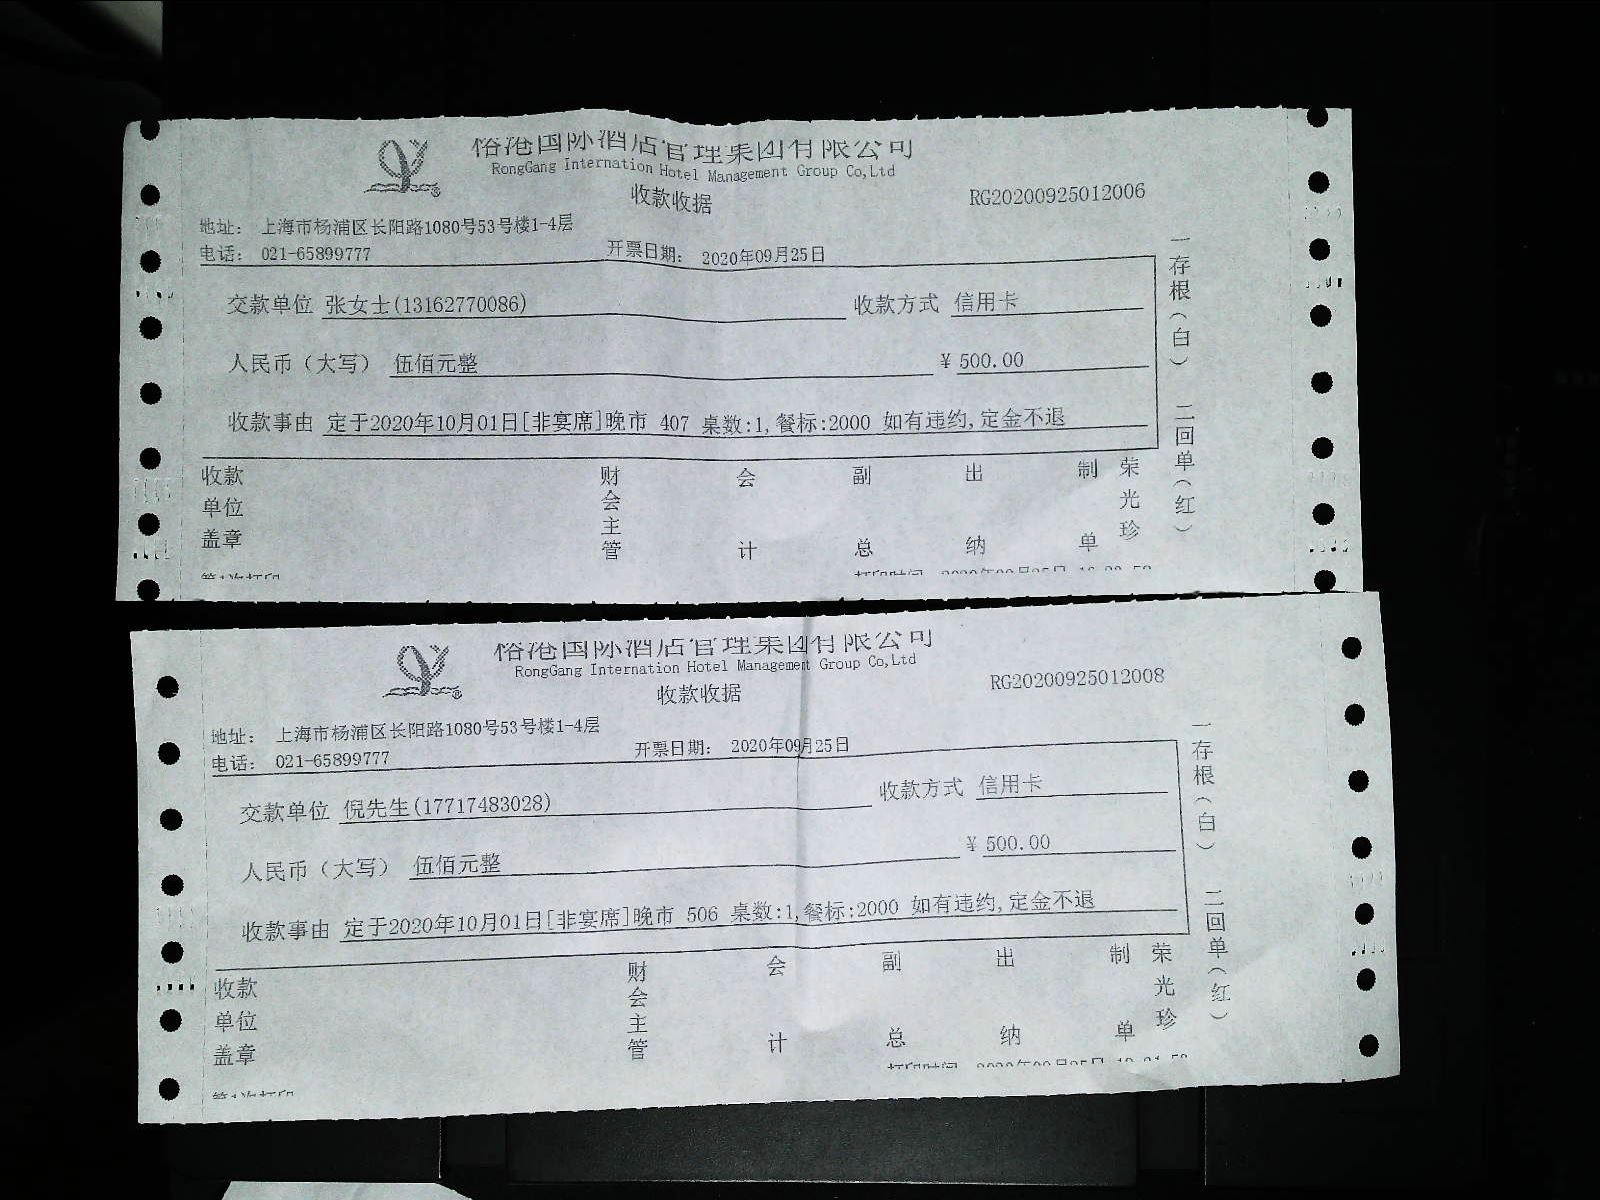 榕港国际酒店管理集团有限公司
RongGang Internation Hotel Management Group Co,Ltd
收款收据
RG20200925012006
地址： 上海市杨浦区长阳路1080号53号楼1-4层
电话： 021-65899777
开票日期： 2020年09月25日
交款单位 张女士(13162770086) 收款方式 信用卡
人民币（大写） 伍佰元整 ￥500.00
收款事由 定于2020年10月01日[非宴席]晚市 407 桌数:1,餐标:2000 如有违约,定金不退
收款单位盖章 财会主管 会计 副总 出纳 制单 荣光珍
一存根（白） 二回单（红）
第1次打印
榕港国际酒店管理集团有限公司
RongGang Internation Hotel Management Group Co,Ltd
收款收据
RG20200925012008
地址： 上海市杨浦区长阳路1080号53号楼1-4层
电话： 021-65899777
开票日期： 2020年09月25日
交款单位 倪先生(17717483028) 收款方式 信用卡
人民币（大写） 伍佰元整 ￥500.00
收款事由 定于2020年10月01日[非宴席]晚市 506 桌数:1,餐标:2000 如有违约,定金不退
收款单位盖章 财会主管 会计 副总 出纳 制单 荣光珍
一存根（白） 二回单（红）
第1次打印